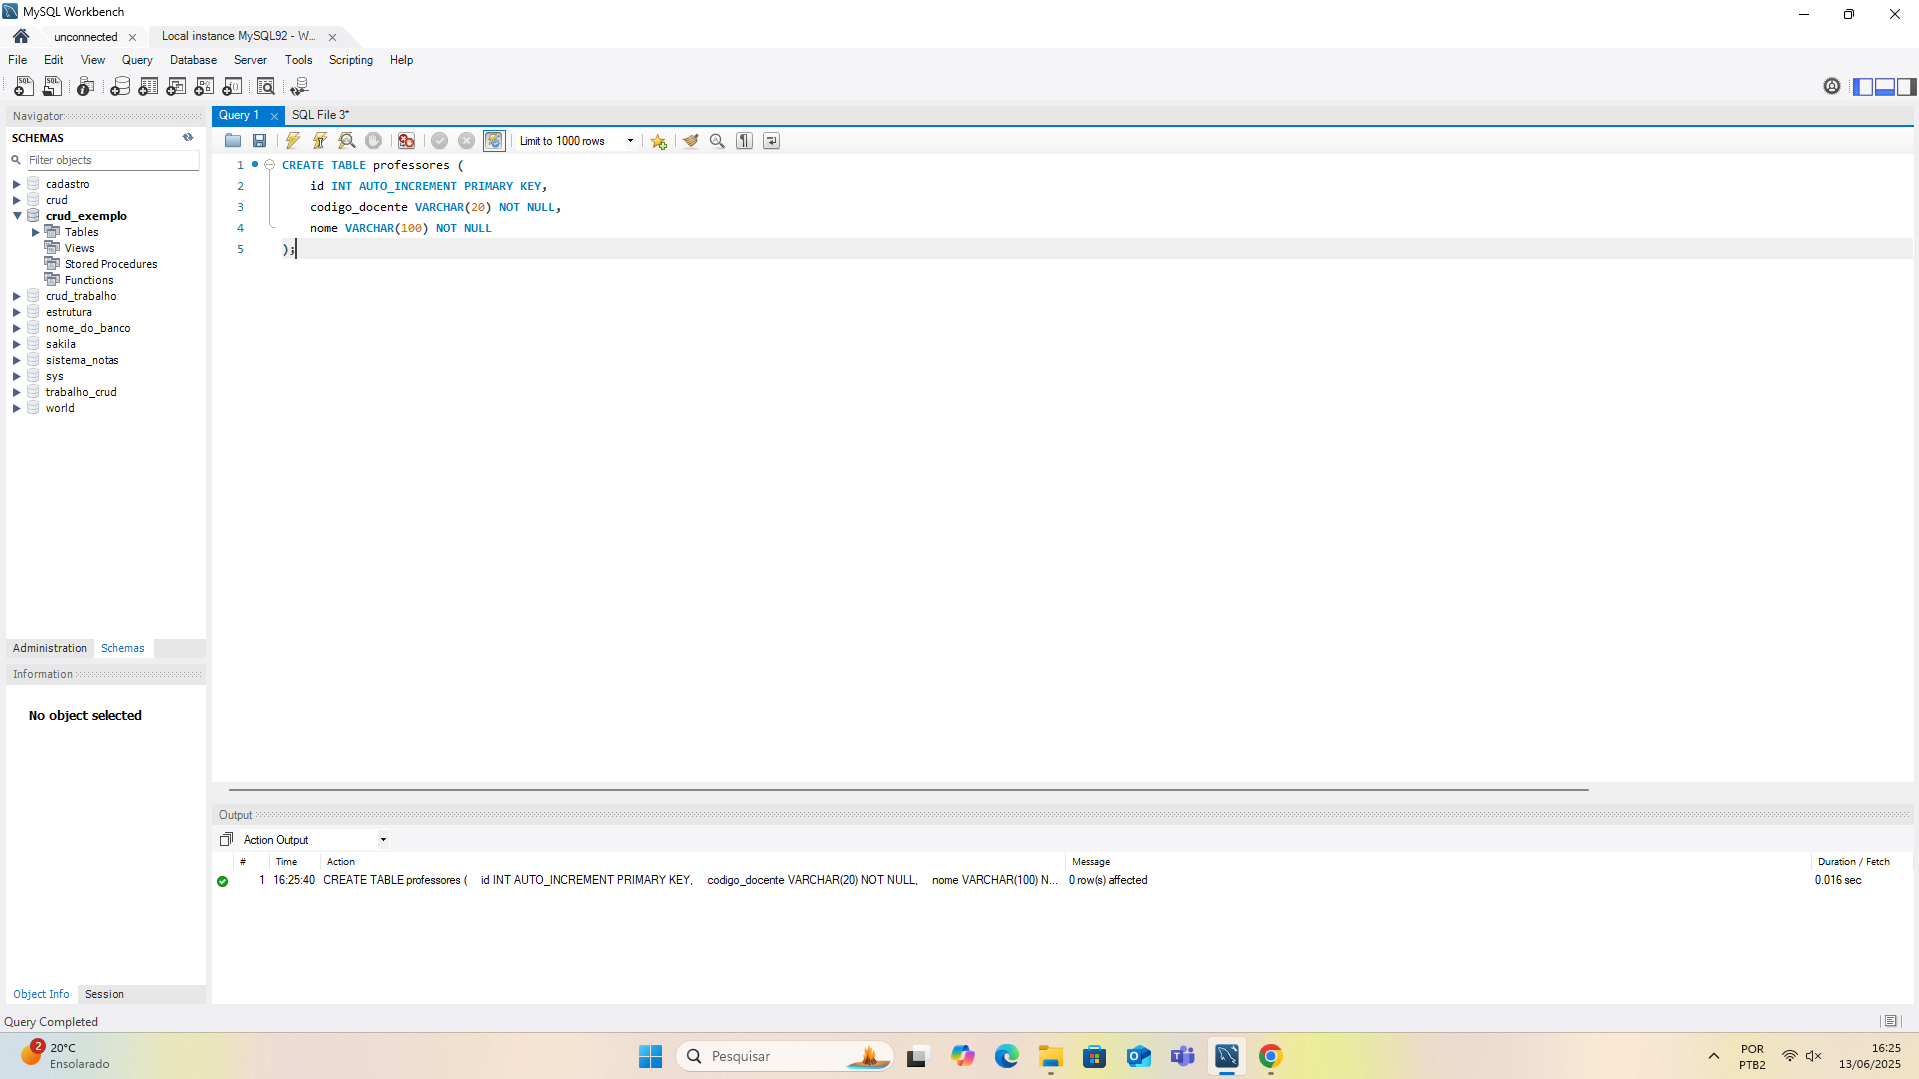 MySQL Workbench
unconnected
Local instance MySQL92 - W...
File Edit View Query Database Server Tools Scripting Help
Navigator
Query 1
SQL File 3*
SCHEMAS
Filter objects
Limit to 1000 rows
1 CREATE TABLE professores (
2 id INT AUTO_INCREMENT PRIMARY KEY,
3 codigo_docente VARCHAR(20) NOT NULL,
4 nome VARCHAR(100) NOT NULL
5 );
cadastro
crud
crud_exemplo
Tables
Views
Stored Procedures
Functions
crud_trabalho
estrutura
nome_do_banco
sakila
sistema_notas
sys
trabalho_crud
world
Administration Schemas
Information
No object selected
Object Info Session
Output
Action Output
# Time Action Message Duration / Fetch
1 16:25:40 CREATE TABLE professores ( id INT AUTO_INCREMENT PRIMARY KEY, codigo_docente VARCHAR(20) NOT NULL, nome VARCHAR(100) N... 0 row(s) affected 0.016 sec
Query Completed
2
20°C
Ensolarado
Pesquisar
POR
PTB2
16:25
13/06/2025